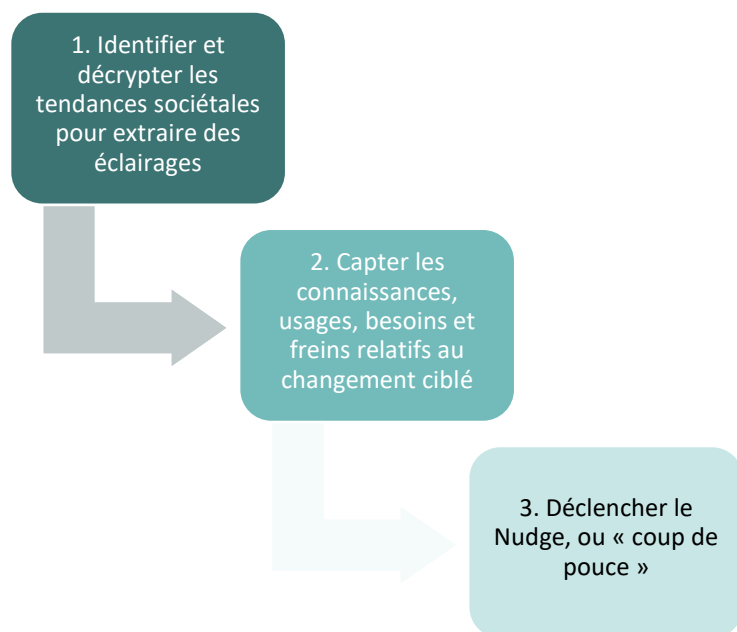 1. Identifier et
décrypter les
tendances sociétales
pour extraire des
éclairages
2. Capter les
connaissances,
usages, besoins et
freins relatifs au
changement ciblé
3. Déclencher le
Nudge, ou « coup de
pouce »